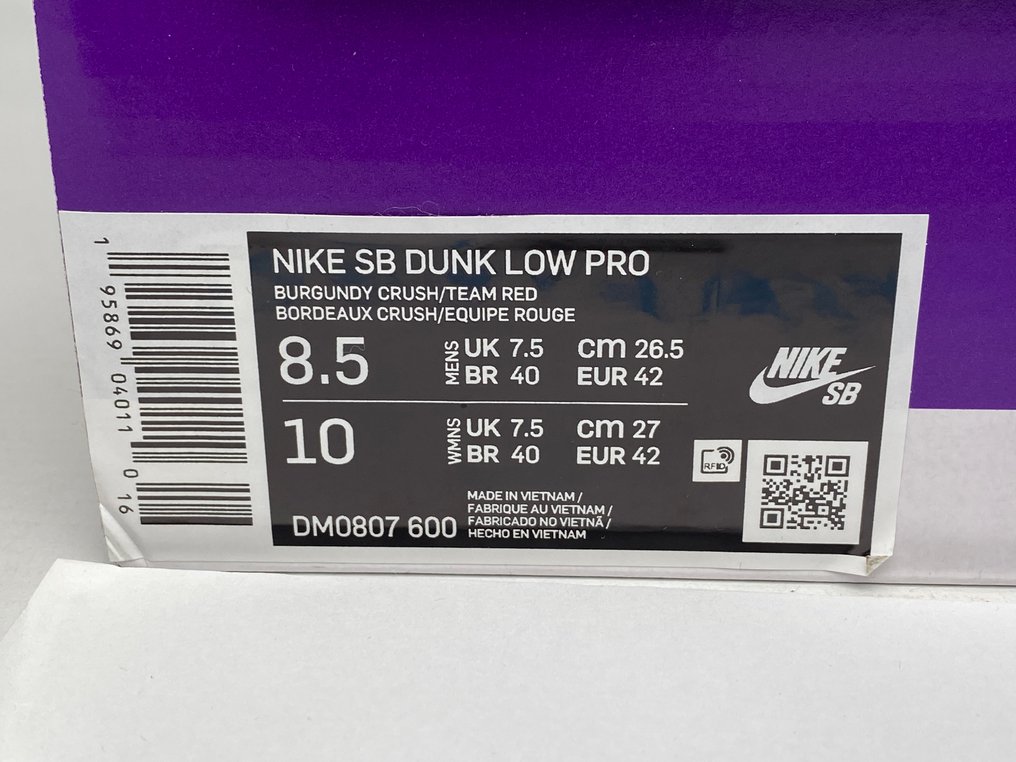 NIKE SB DUNK LOW PRO
BURGUNDY CRUSH/TEAM RED
BORDEAUX CRUSH/EQUIPE ROUGE
8.5 MENS UK 7.5 cm 26.5
BR 40 EUR 42
10 WMNS UK 7.5 cm 27
BR 40 EUR 42
NIKE
SB
RFID
MADE IN VIETNAM /
FABRIQUE AU VIETNAM /
FABRICADO NO VIETNÃ /
HECHO EN VIETNAM
DM0807 600
1 95869 04011 0 16